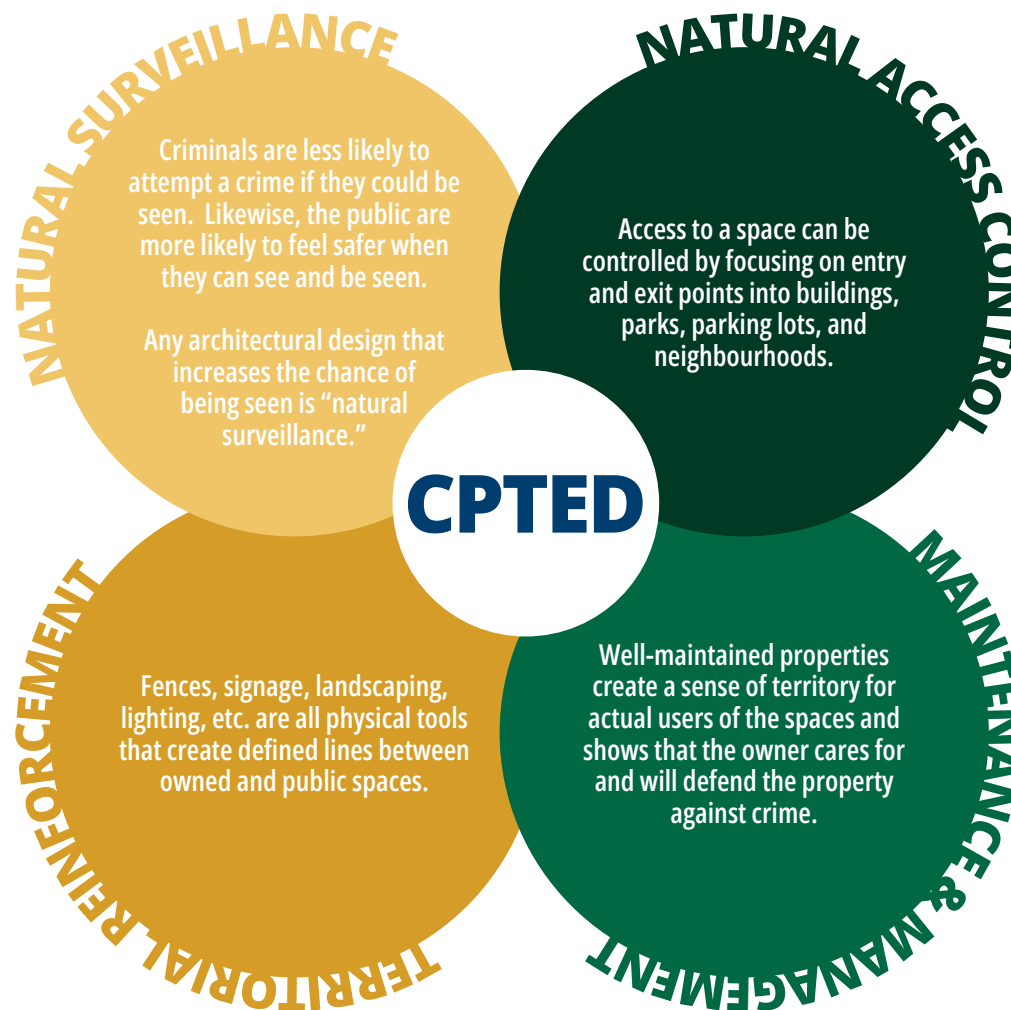 NATURAL SURVEILLANCE
Criminals are less likely to
attempt a crime if they could be
seen.  Likewise, the public are
more likely to feel safer when
they can see and be seen.
Any architectural design that
increases the chance of
being seen is “natural
surveillance.”
NATURAL ACCESS CONTROL
Access to a space can be
controlled by focusing on entry
and exit points into buildings,
parks, parking lots, and
neighbourhoods.
CPTED
TERRITORIAL REINFORCEMENT
Fences, signage, landscaping,
lighting, etc. are all physical tools
that create defined lines between
owned and public spaces.
MAINTENANCE & MANAGEMENT
Well-maintained properties
create a sense of territory for
actual users of the spaces and
shows that the owner cares for
and will defend the property
against crime.